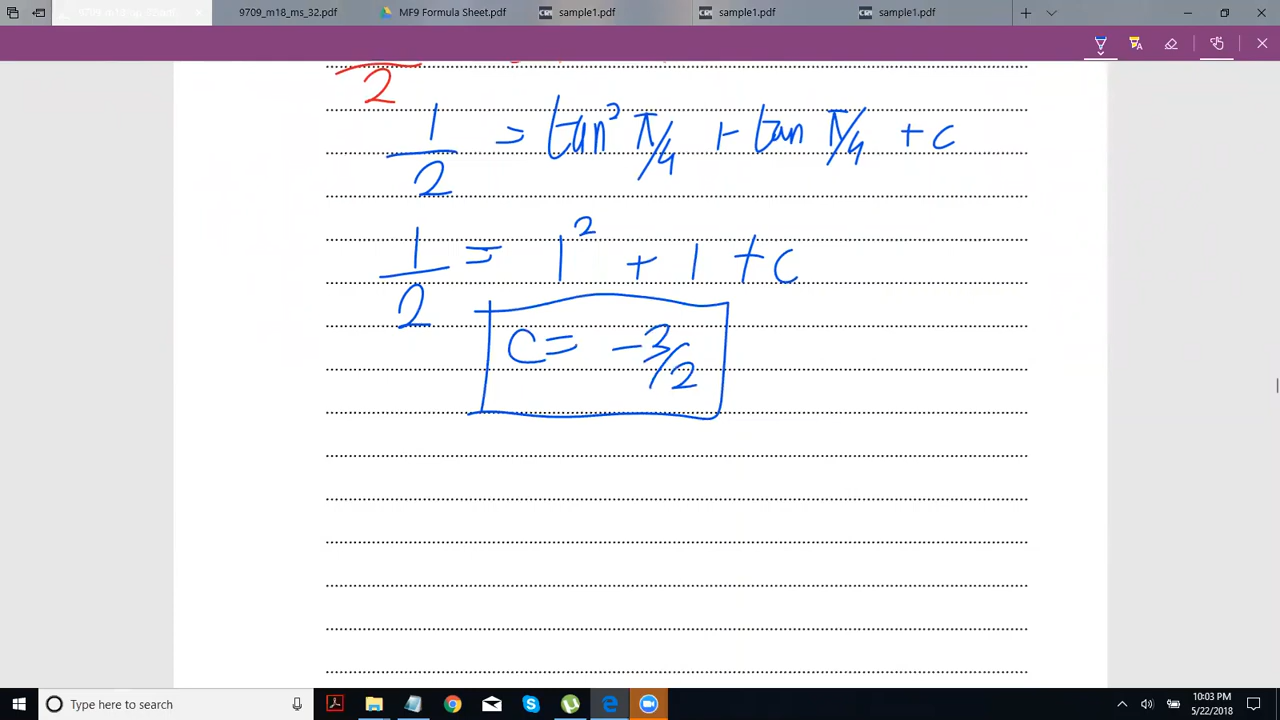 9709_m18_ms_32.pdf MF9 Formula Sheet.pdf sample1.pdf sample1.pdf sample1.pdf
2
1/2 = tan² π/4 + tan π/4 + c
1/2 = 1² + 1 + c
c = -3/2
Type here to search
10:03 PM
5/22/2018